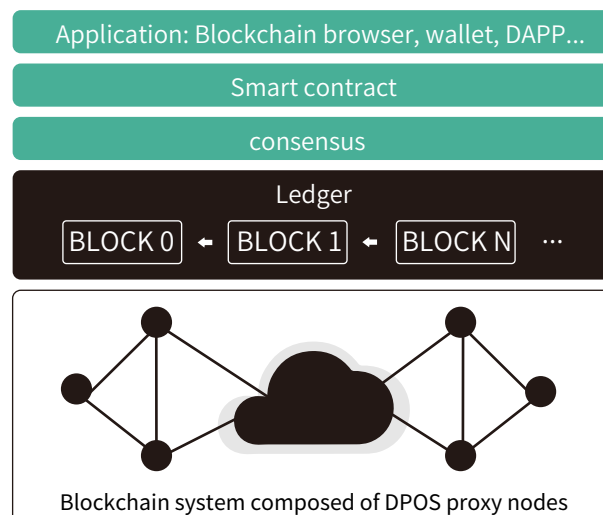 Application: Blockchain browser, wallet, DAPP...
Smart contract
consensus
Ledger
BLOCK 0 BLOCK 1 BLOCK N ...
Blockchain system composed of DPOS proxy nodes